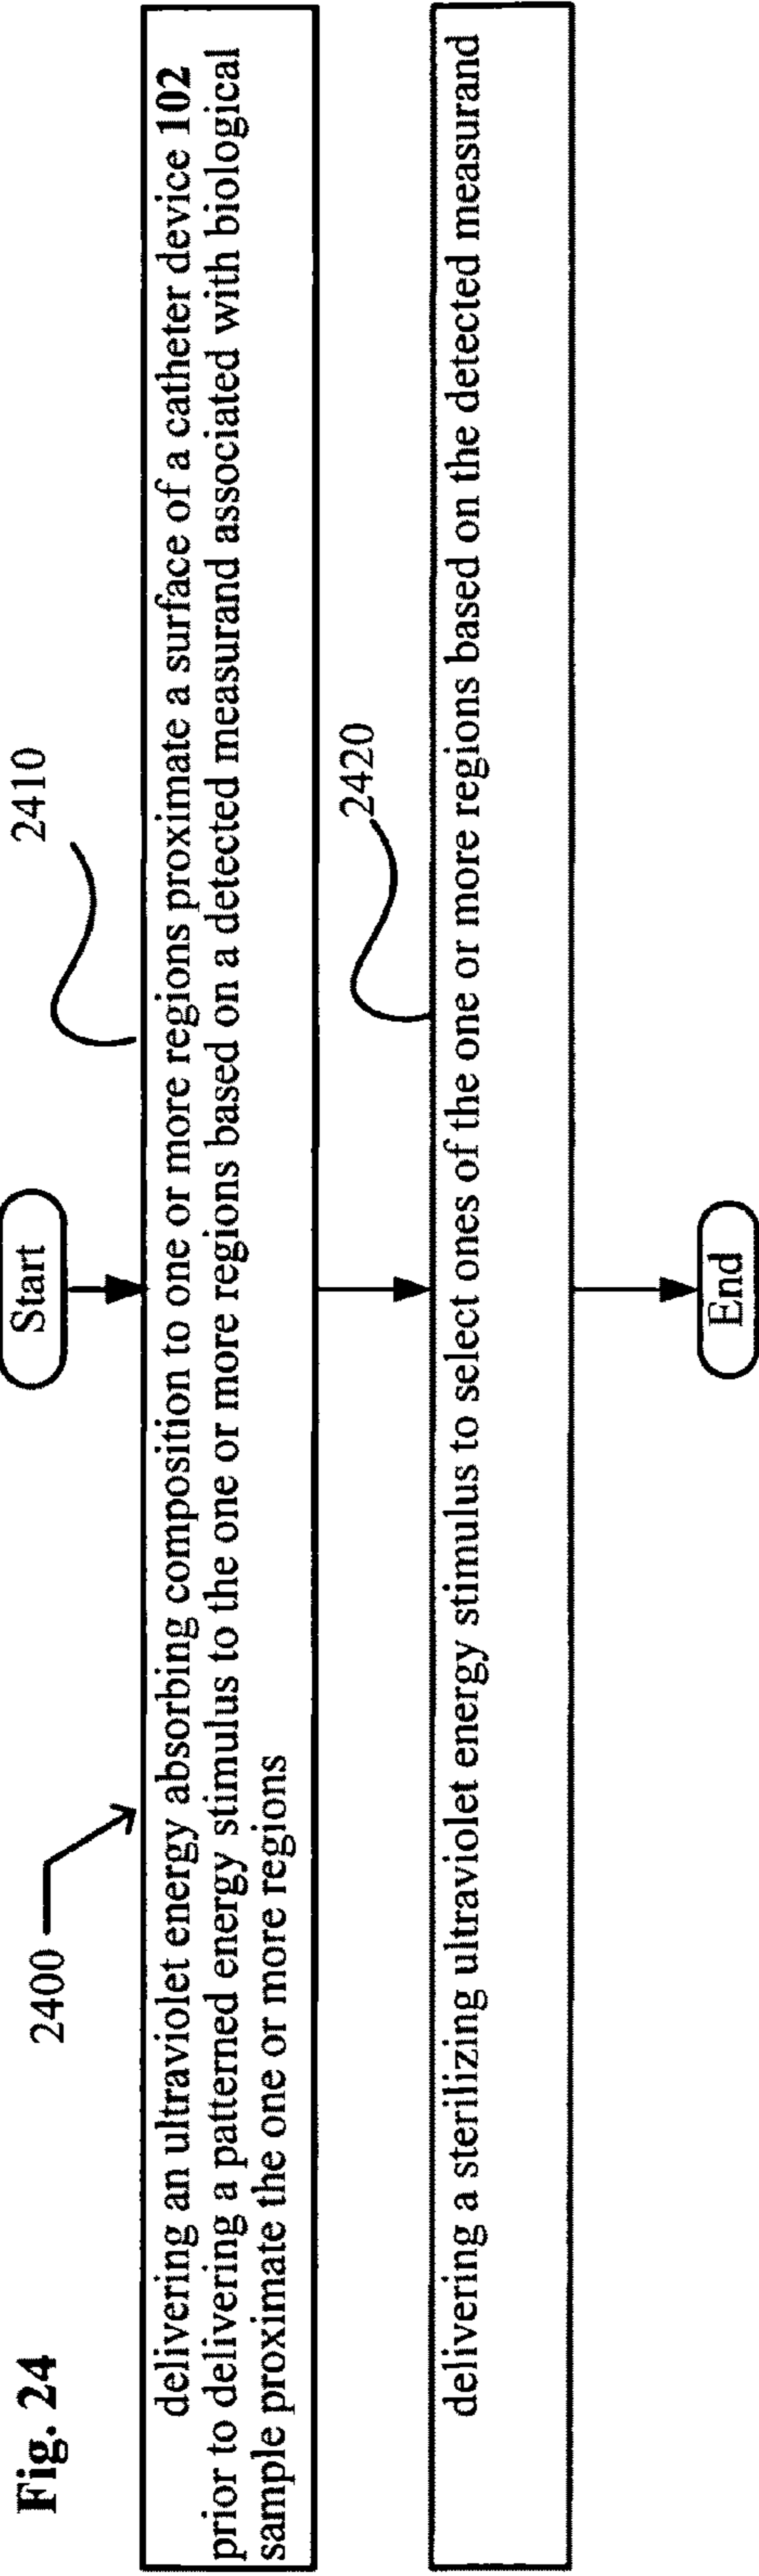 Fig. 24
2400
Start
2410
delivering an ultraviolet energy absorbing composition to one or more regions proximate a surface of a catheter device 102
prior to delivering a patterned energy stimulus to the one or more regions based on a detected measurand associated with biological
sample proximate the one or more regions
2420
delivering a sterilizing ultraviolet energy stimulus to select ones of the one or more regions based on the detected measurand
End